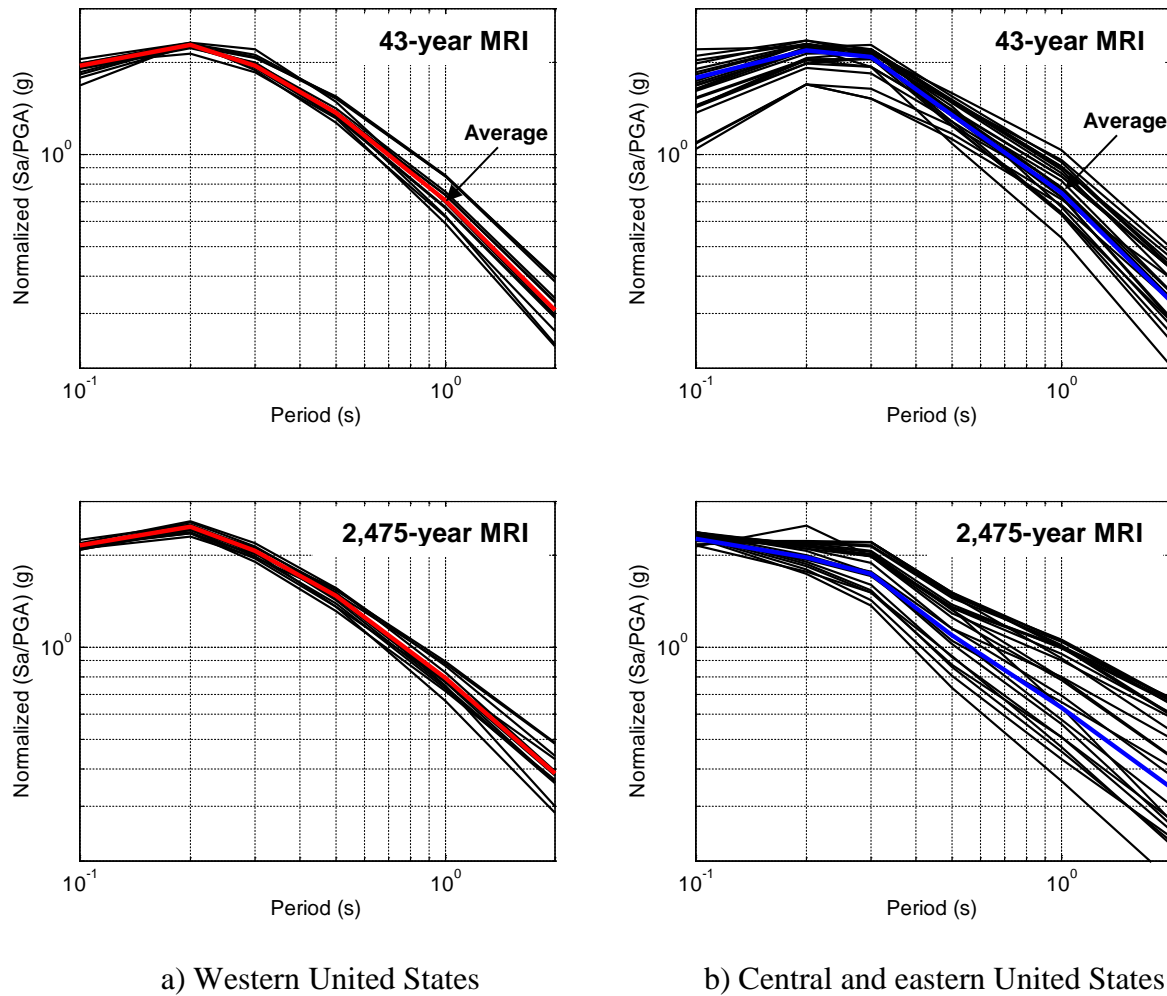 43-year MRI
Average
10^0
Normalized (Sa/PGA) (g)
10^-1
10^0
Period (s)
43-year MRI
Average
10^0
Normalized (Sa/PGA) (g)
10^-1
10^0
Period (s)
2,475-year MRI
10^0
Normalized (Sa/PGA) (g)
10^-1
10^0
Period (s)
2,475-year MRI
10^0
Normalized (Sa/PGA) (g)
10^-1
10^0
Period (s)
a) Western United States
b) Central and eastern United States